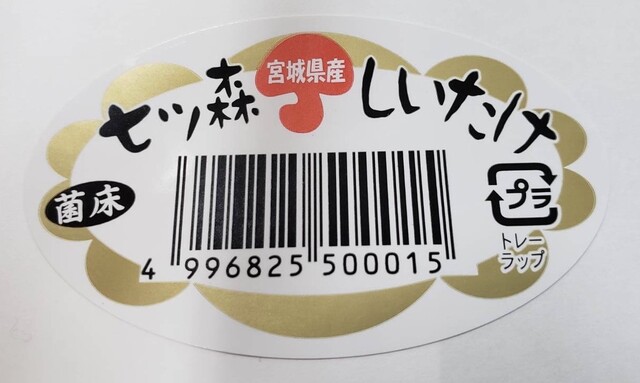 宮城県産
七ツ森 しいたけ
菌床
プラ
トレー
ラップ
4 996825 500015